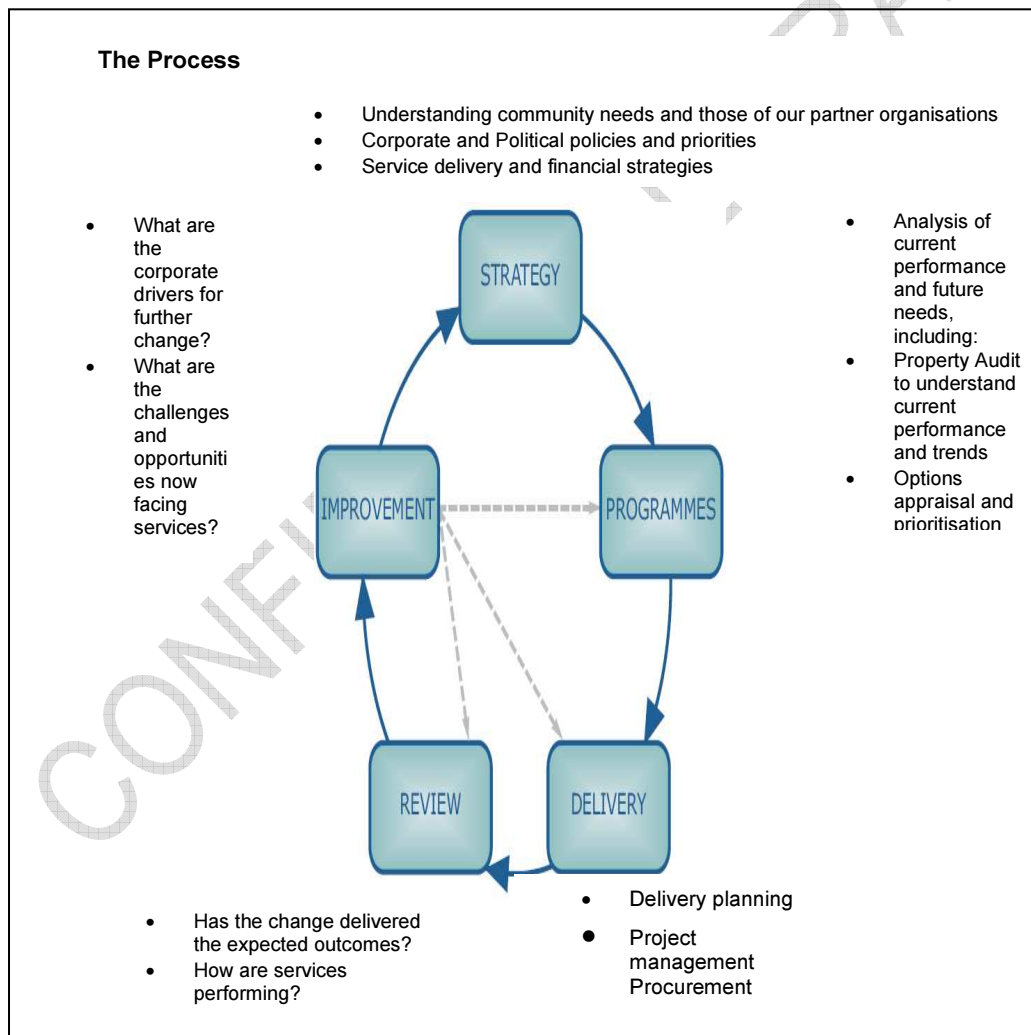 The Process
• Understanding community needs and those of our partner organisations
• Corporate and Political policies and priorities
• Service delivery and financial strategies
• What are
the
corporate
drivers for
further
change?
• What are
the
challenges
and
opportuniti
es now
facing
services?
• Analysis of
current
performance
and future
needs,
including:
• Property Audit
to understand
current
performance
and trends
• Options
appraisal and
prioritisation
STRATEGY
IMPROVEMENT
PROGRAMMES
REVIEW
DELIVERY
• Has the change delivered
the expected outcomes?
• How are services
performing?
• Delivery planning
• Project
management
Procurement